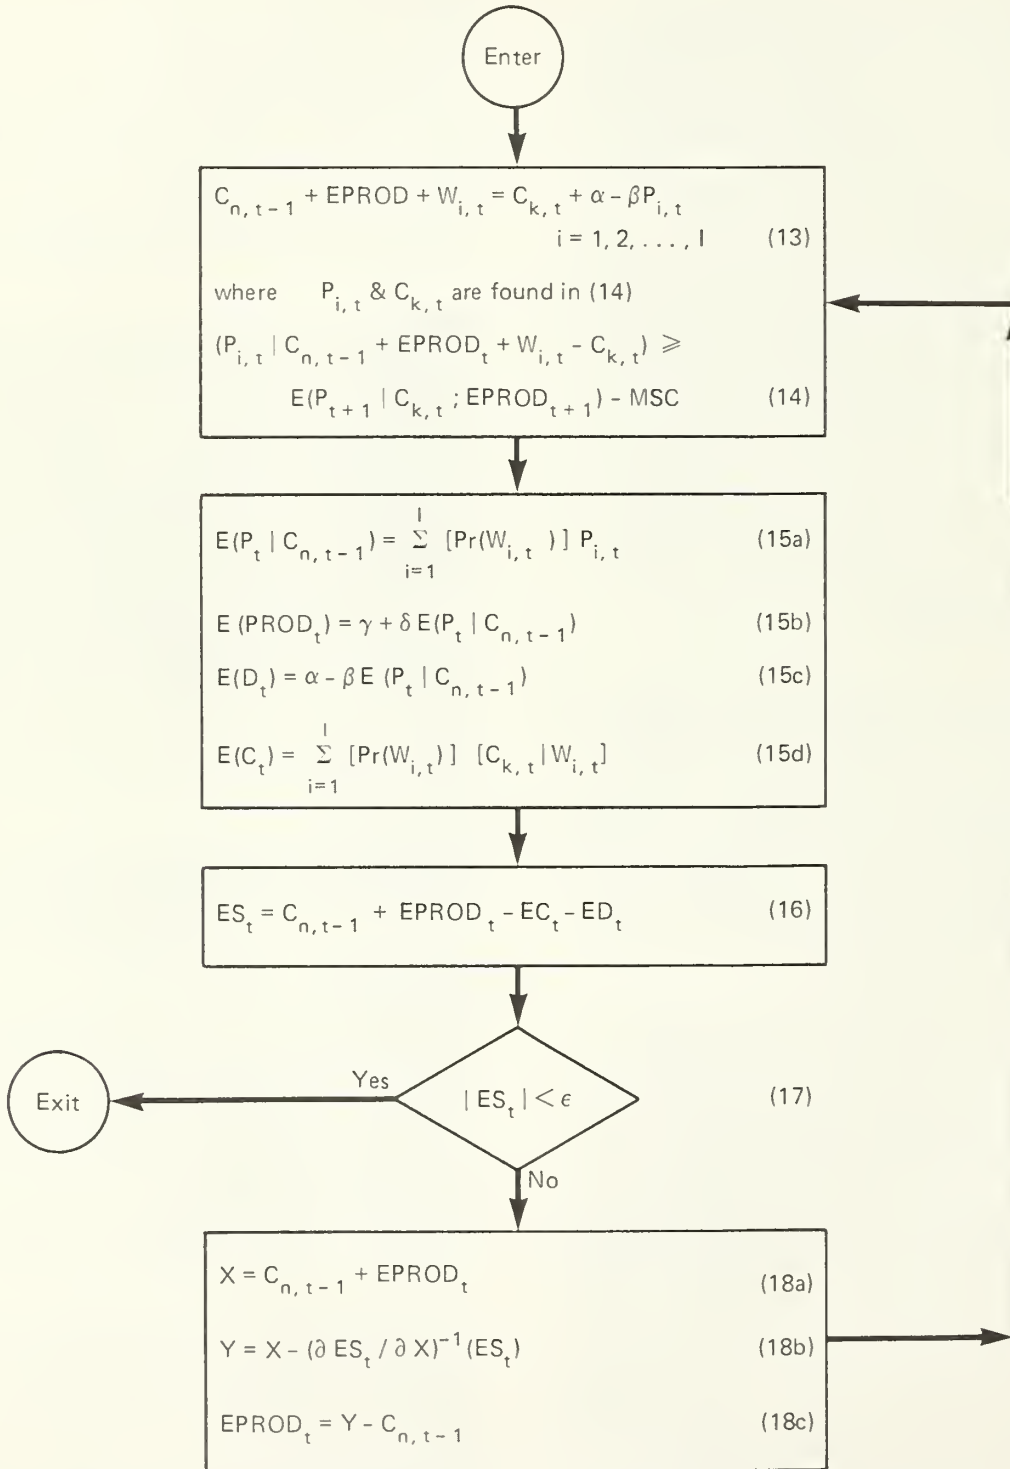 Enter
C_{n, t - 1} + EPROD + W_{i, t} = C_{k, t} + α - βP_{i, t}
i = 1, 2, . . . , I (13)
where P_{i, t} & C_{k, t} are found in (14)
(P_{i, t} | C_{n, t - 1} + EPROD_t + W_{i, t} - C_{k, t}) ⩾
E(P_{t + 1} | C_{k, t} ; EPROD_{t + 1}) - MSC (14)
E(P_t | C_{n, t - 1}) = Σ_{i=1}^{I} [Pr(W_{i, t} )] P_{i, t} (15a)
E (PROD_t) = γ + δ E(P_t | C_{n, t - 1}) (15b)
E(D_t) = α - β E (P_t | C_{n, t - 1}) (15c)
E(C_t) = Σ_{i=1}^{I} [Pr(W_{i, t})] [C_{k, t} | W_{i, t}] (15d)
ES_t = C_{n, t - 1} + EPROD_t - EC_t - ED_t (16)
Exit
Yes
| ES_t | < ϵ (17)
No
X = C_{n, t - 1} + EPROD_t (18a)
Y = X - (∂ ES_t / ∂ X)^{-1} (ES_t) (18b)
EPROD_t = Y - C_{n, t - 1} (18c)